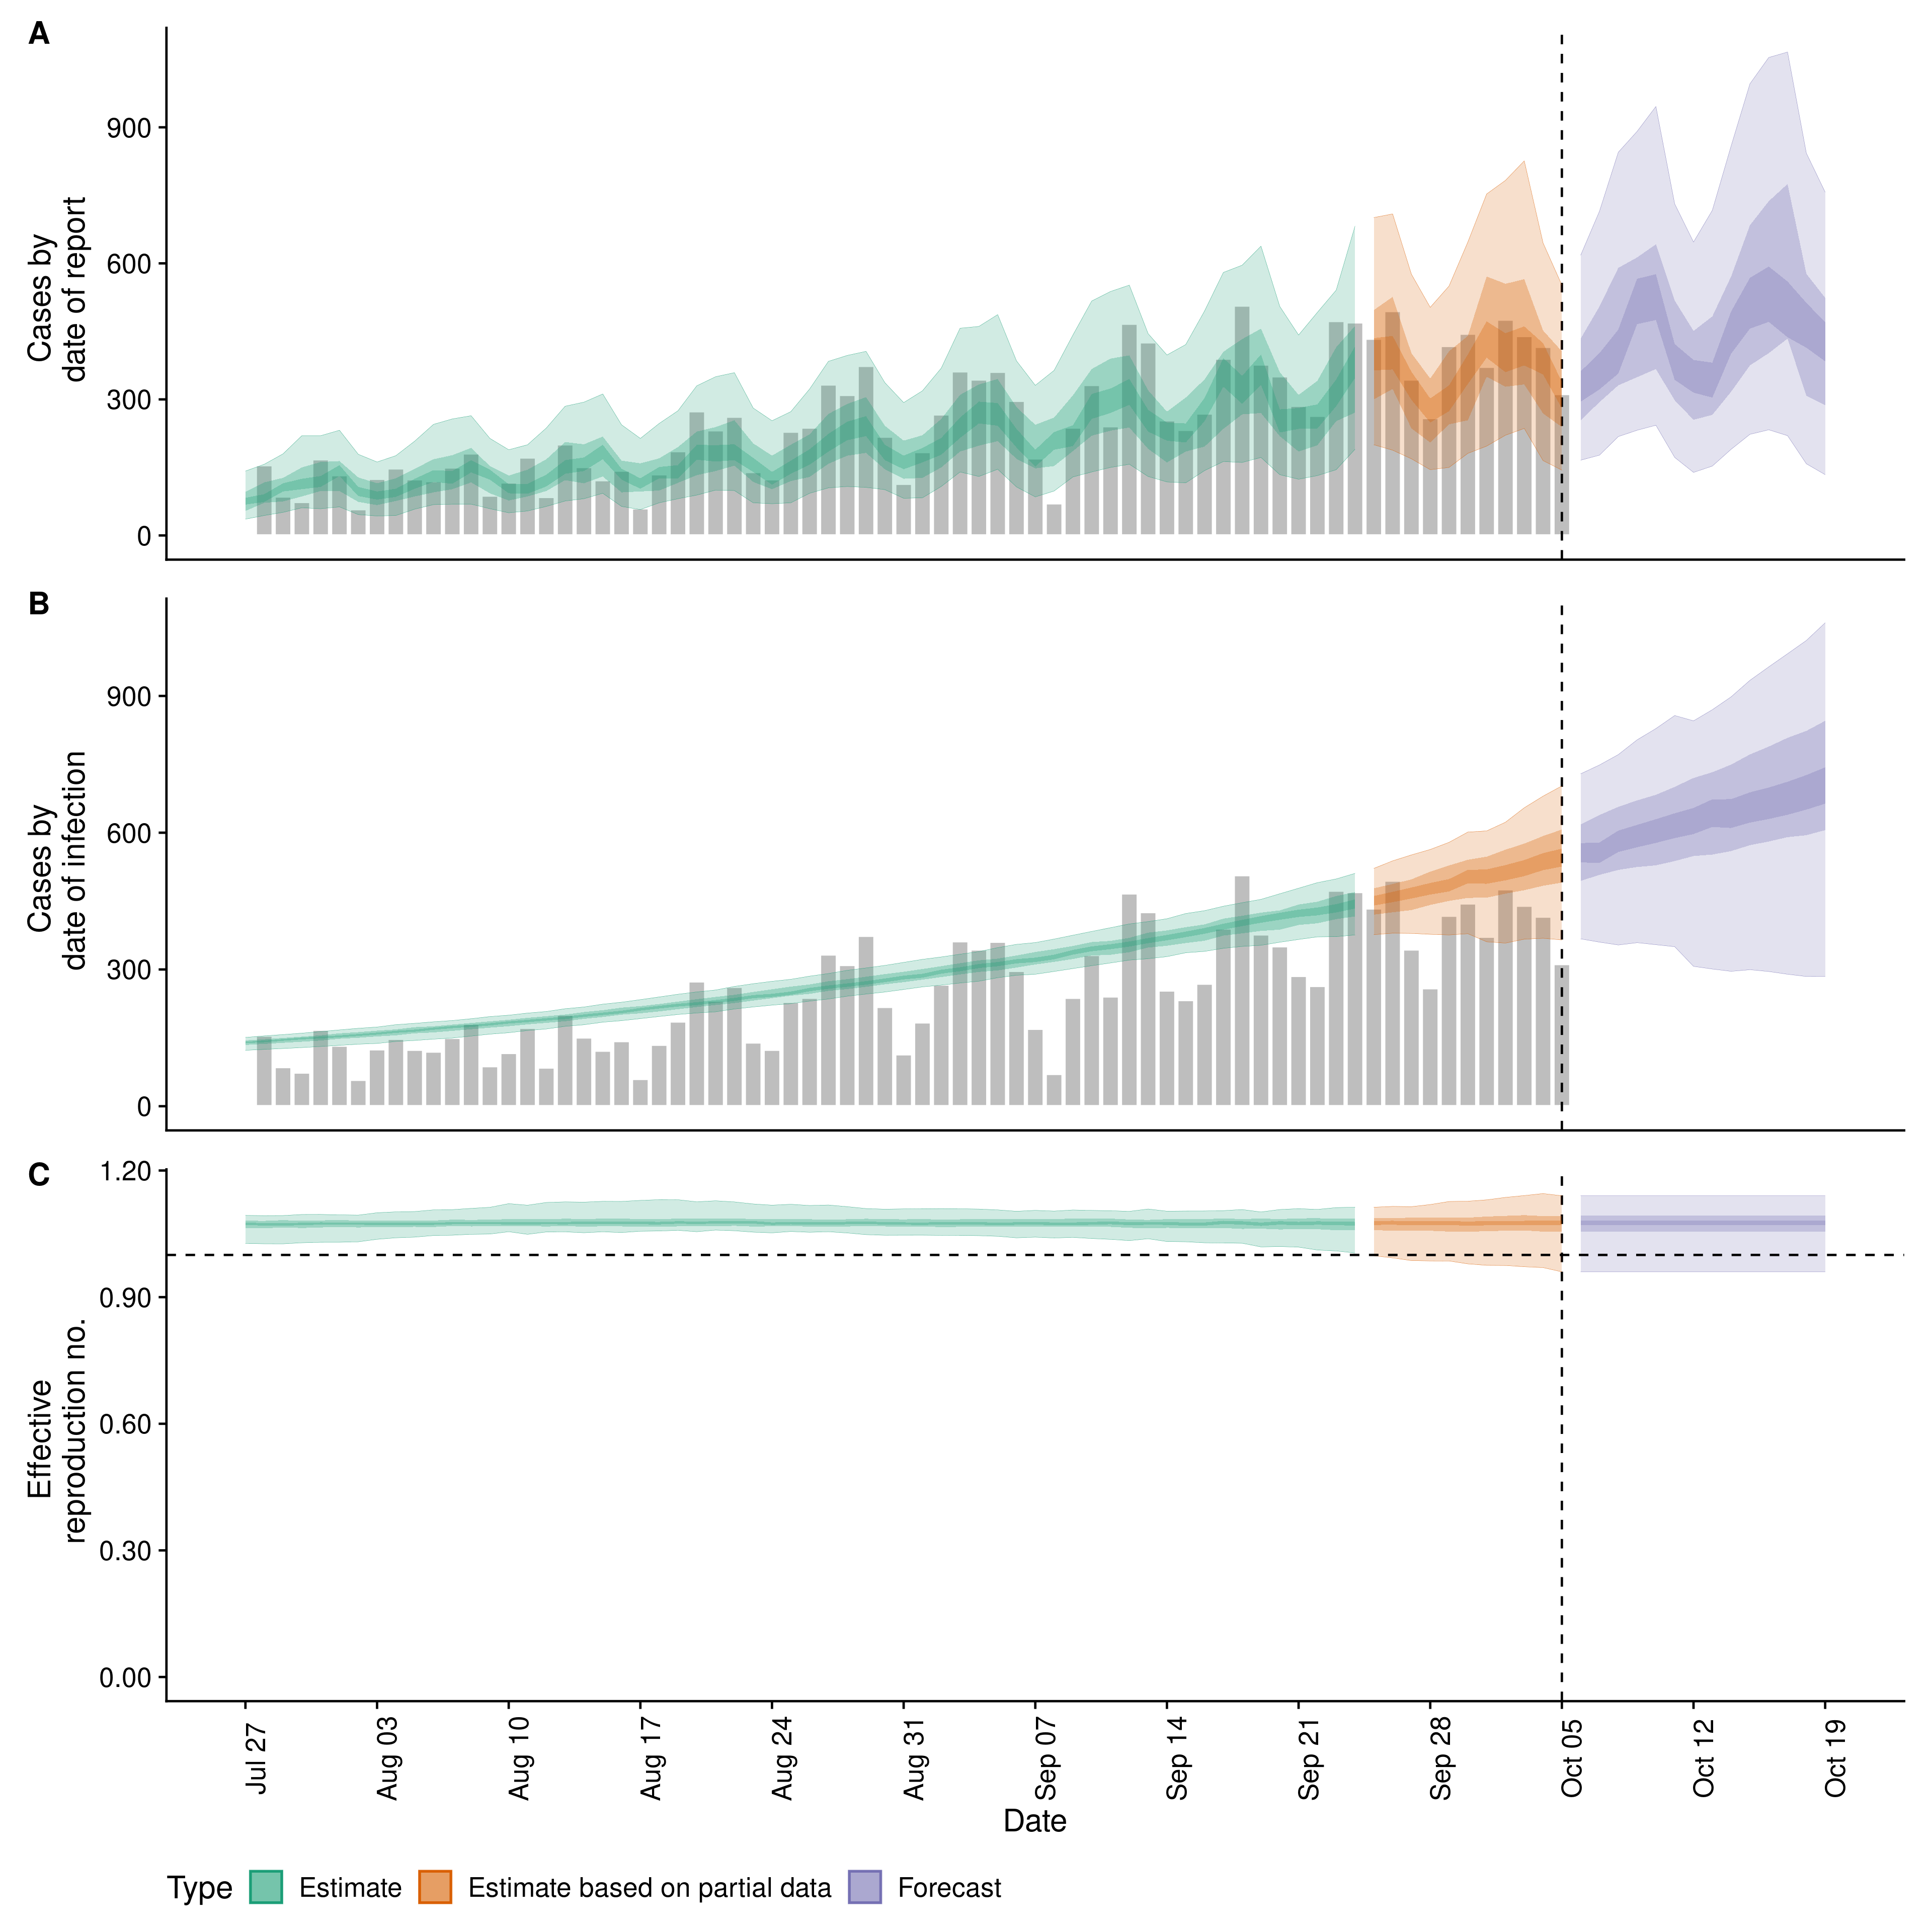 A
Cases by
date of report
900
600
300
0
B
Cases by
date of infection
900
600
300
0
C
Effective
reproduction no.
1.20
0.90
0.60
0.30
0.00
Jul 27
Aug 03
Aug 10
Aug 17
Aug 24
Aug 31
Sep 07
Sep 14
Sep 21
Sep 28
Oct 05
Oct 12
Oct 19
Date
Type
Estimate
Estimate based on partial data
Forecast